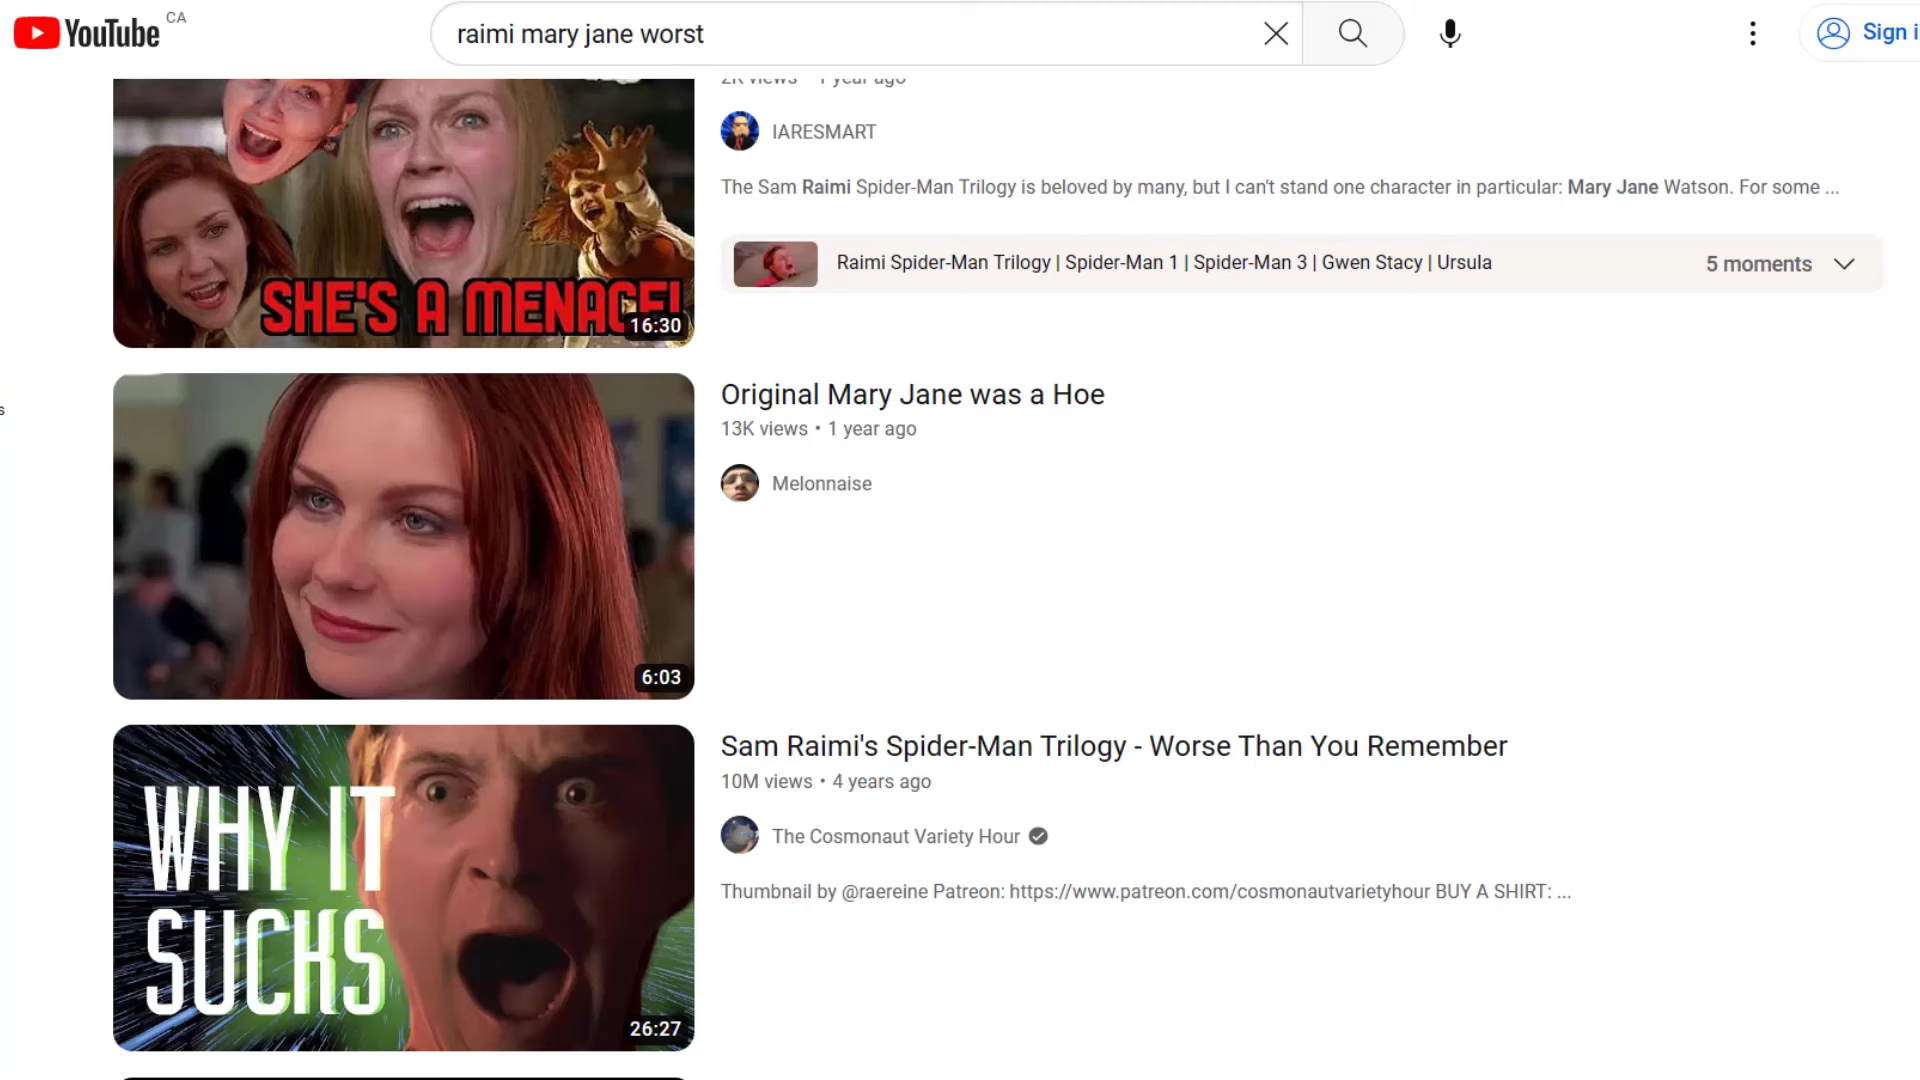 YouTube CA
raimi mary jane worst
Sign i
2K views 1 year ago
IARESMART
The Sam Raimi Spider-Man Trilogy is beloved by many, but I can't stand one character in particular: Mary Jane Watson. For some ...
Raimi Spider-Man Trilogy | Spider-Man 1 | Spider-Man 3 | Gwen Stacy | Ursula
5 moments
SHE'S A MENACE!
16:30
s
Original Mary Jane was a Hoe
13K views • 1 year ago
Melonnaise
6:03
Sam Raimi's Spider-Man Trilogy - Worse Than You Remember
10M views • 4 years ago
The Cosmonaut Variety Hour
Thumbnail by @raereine Patreon: https://www.patreon.com/cosmonautvarietyhour BUY A SHIRT: ...
WHY IT
SUCKS
26:27